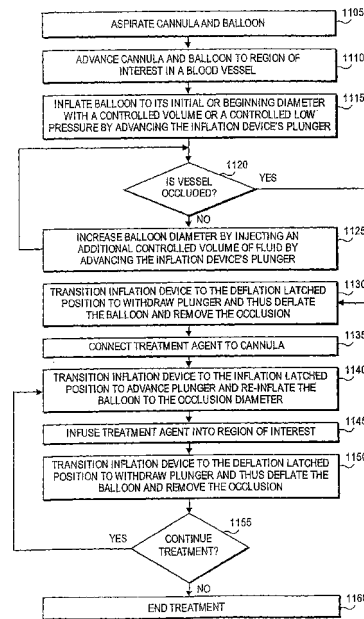 1105
ASPIRATE CANNULA AND BALLOON
1110
ADVANCE CANNULA AND BALLOON TO REGION OF
INTEREST IN A BLOOD VESSEL
1115
INFLATE BALLOON TO ITS INITIAL OR BEGINNING DIAMETER
WITH A CONTROLLED VOLUME OR A CONTROLLED LOW
PRESSURE BY ADVANCING THE INFLATION DEVICE'S PLUNGER
1120
IS VESSEL
OCCLUDED?
YES
NO
1125
INCREASE BALLOON DIAMETER BY INJECTING AN
ADDITIONAL CONTROLLED VOLUME OF FLUID BY
ADVANCING THE INFLATION DEVICE'S PLUNGER
1130
TRANSITION INFLATION DEVICE TO THE DEFLATION LATCHED
POSITION TO WITHDRAW PLUNGER AND THUS DEFLATE
THE BALLOON AND REMOVE THE OCCLUSION
1135
CONNECT TREATMENT AGENT TO CANNULA
1140
TRANSITION INFLATION DEVICE TO THE INFLATION LATCHED
POSITION TO ADVANCE PLUNGER AND RE-INFLATE THE
BALLOON TO THE OCCLUSION DIAMETER
1145
INFUSE TREATMENT AGENT INTO REGION OF INTEREST
1150
TRANSITION INFLATION DEVICE TO THE DEFLATION LATCHED
POSITION TO WITHDRAW PLUNGER AND THUS DEFLATE THE
BALLOON AND REMOVE THE OCCLUSION
1155
YES
CONTINUE
TREATMENT?
NO
1160
END TREATMENT